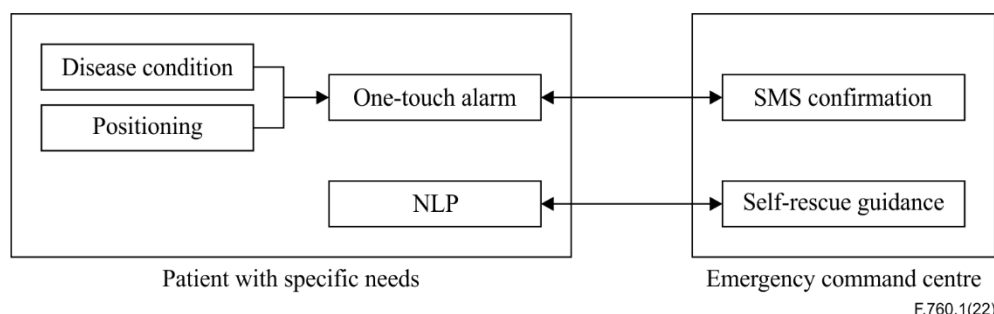 Disease condition
Positioning
One-touch alarm
SMS confirmation
NLP
Self-rescue guidance
Patient with specific needs
Emergency command centre
F.760.1(22)